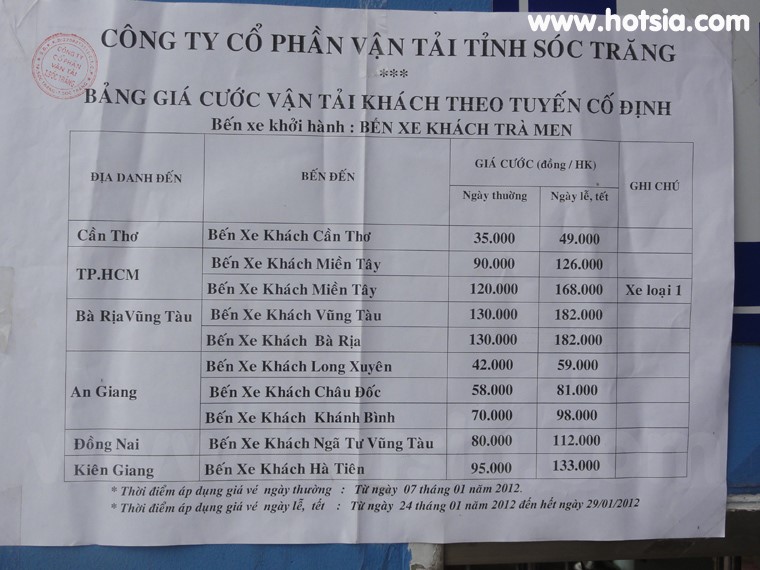 www.hotsia.com
CÔNG TY CỔ PHẦN VẬN TẢI TỈNH SÓC TRĂNG
***
CÔNG TY
CỔ PHẦN
VẬN TẢI
SÓC TRĂNG
BẢNG GIÁ CƯỚC VẬN TẢI KHÁCH THEO TUYẾN CỐ ĐỊNH
Bến xe khởi hành : BẾN XE KHÁCH TRÀ MEN
ĐỊA DANH ĐẾN BẾN ĐẾN GIÁ CƯỚC (đồng / HK) GHI CHÚ
Ngày thường Ngày lễ, tết
Cần Thơ Bến Xe Khách Cần Thơ 35.000 49.000
TP.HCM Bến Xe Khách Miền Tây 90.000 126.000
Bến Xe Khách Miền Tây 120.000 168.000 Xe loại 1
Bà RịaVũng Tàu Bến Xe Khách Vũng Tàu 130.000 182.000
Bến Xe Khách Bà Rịa 130.000 182.000
An Giang Bến Xe Khách Long Xuyên 42.000 59.000
Bến Xe Khách Châu Đốc 58.000 81.000
Bến Xe Khách Khánh Bình 70.000 98.000
Đồng Nai Bến Xe Khách Ngã Tư Vũng Tàu 80.000 112.000
Kiên Giang Bến Xe Khách Hà Tiên 95.000 133.000
* Thời điểm áp dụng giá vé ngày thường : Từ ngày 07 tháng 01 năm 2012.
* Thời điểm áp dụng giá vé ngày lễ, tết : Từ ngày 24 tháng 01 năm 2012 đến hết ngày 29/01/2012